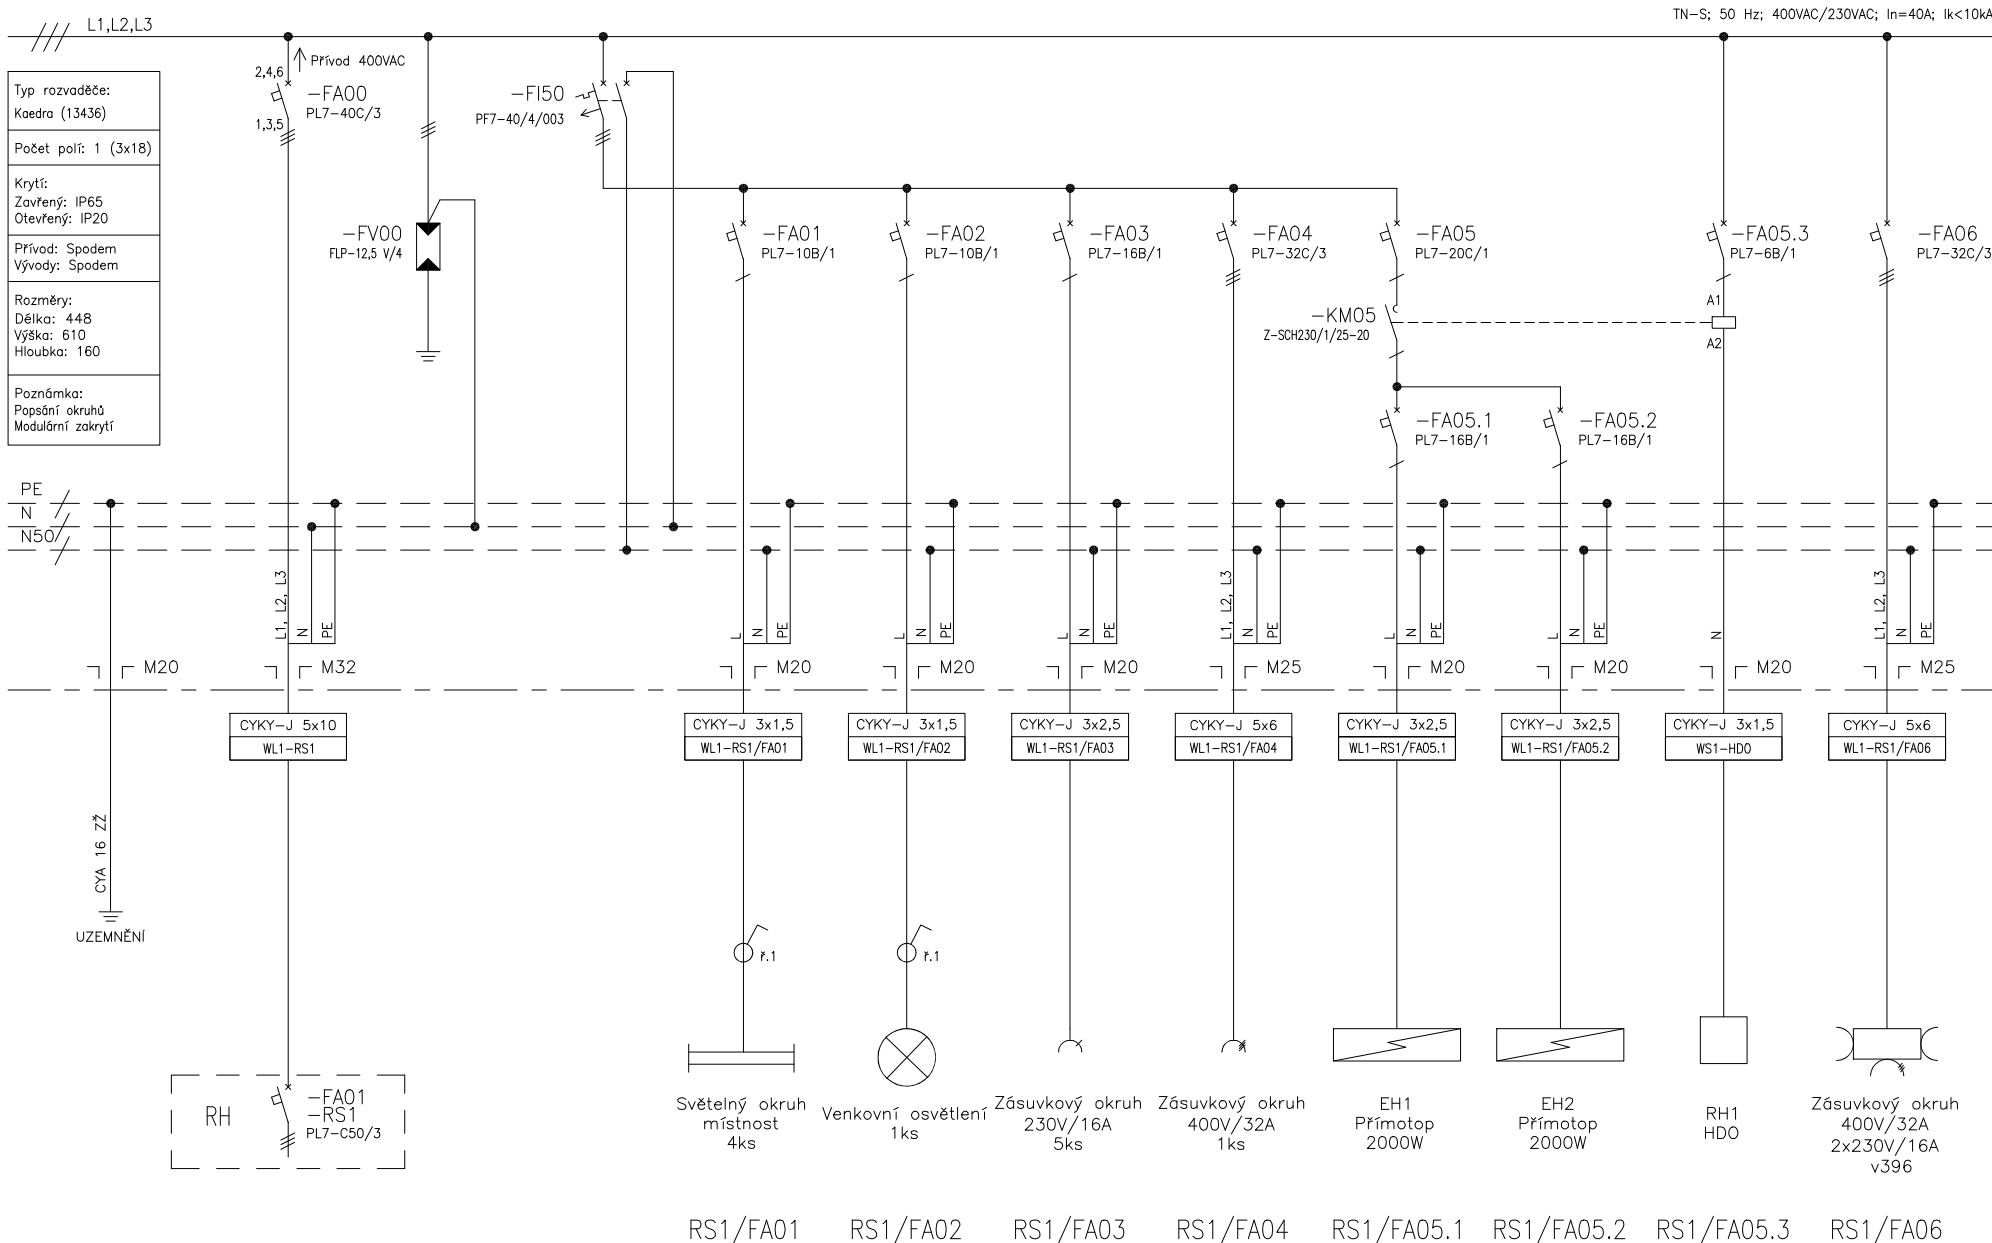 TN-S; 50 Hz; 400VAC/230VAC; In=40A; Ik<10kA
L1,L2,L3
Typ rozvaděče:
Kaedra (13436)
Počet polí: 1 (3x18)
Krytí:
Zavřený: IP65
Otevřený: IP20
Přívod: Spodem
Vývody: Spodem
Rozměry:
Délka: 448
Výška: 610
Hloubka: 160
Poznámka:
Popsání okruhů
Modulární zakrytí
Přívod 400VAC
2,4,6
-FA00
PL7-40C/3
1,3,5
-FV00
FLP-12,5 V/4
-FI50
PF7-40/4/003
-FA01
PL7-10B/1
-FA02
PL7-10B/1
-FA03
PL7-16B/1
-FA04
PL7-32C/3
-FA05
PL7-20C/1
-FA05.3
PL7-6B/1
-FA06
PL7-32C/3
-KM05
Z-SCH230/1/25-20
A1
A2
-FA05.1
PL7-16B/1
-FA05.2
PL7-16B/1
PE
N
N50
L1, L2, L3
N
PE
L
N
PE
L
N
PE
L
N
PE
L1, L2, L3
N
PE
L
N
PE
L
N
PE
N
L1, L2, L3
N
PE
M20
M32
M20
M20
M20
M25
M20
M20
M20
M25
CYKY-J 5x10
WL1-RS1
CYKY-J 3x1,5
WL1-RS1/FA01
CYKY-J 3x1,5
WL1-RS1/FA02
CYKY-J 3x2,5
WL1-RS1/FA03
CYKY-J 5x6
WL1-RS1/FA04
CYKY-J 3x2,5
WL1-RS1/FA05.1
CYKY-J 3x2,5
WL1-RS1/FA05.2
CYKY-J 3x1,5
WS1-HDO
CYKY-J 5x6
WL1-RS1/FA06
CYA 16 ZŽ
UZEMNĚNÍ
ř.1
ř.1
RH
-FA01
-RS1
PL7-C50/3
Světelný okruh
místnost
4ks
Venkovní osvětlení
1ks
Zásuvkový okruh
230V/16A
5ks
Zásuvkový okruh
400V/32A
1ks
EH1
Přímotop
2000W
EH2
Přímotop
2000W
RH1
HDO
Zásuvkový okruh
400V/32A
2x230V/16A
v396
RS1/FA01
RS1/FA02
RS1/FA03
RS1/FA04
RS1/FA05.1
RS1/FA05.2
RS1/FA05.3
RS1/FA06